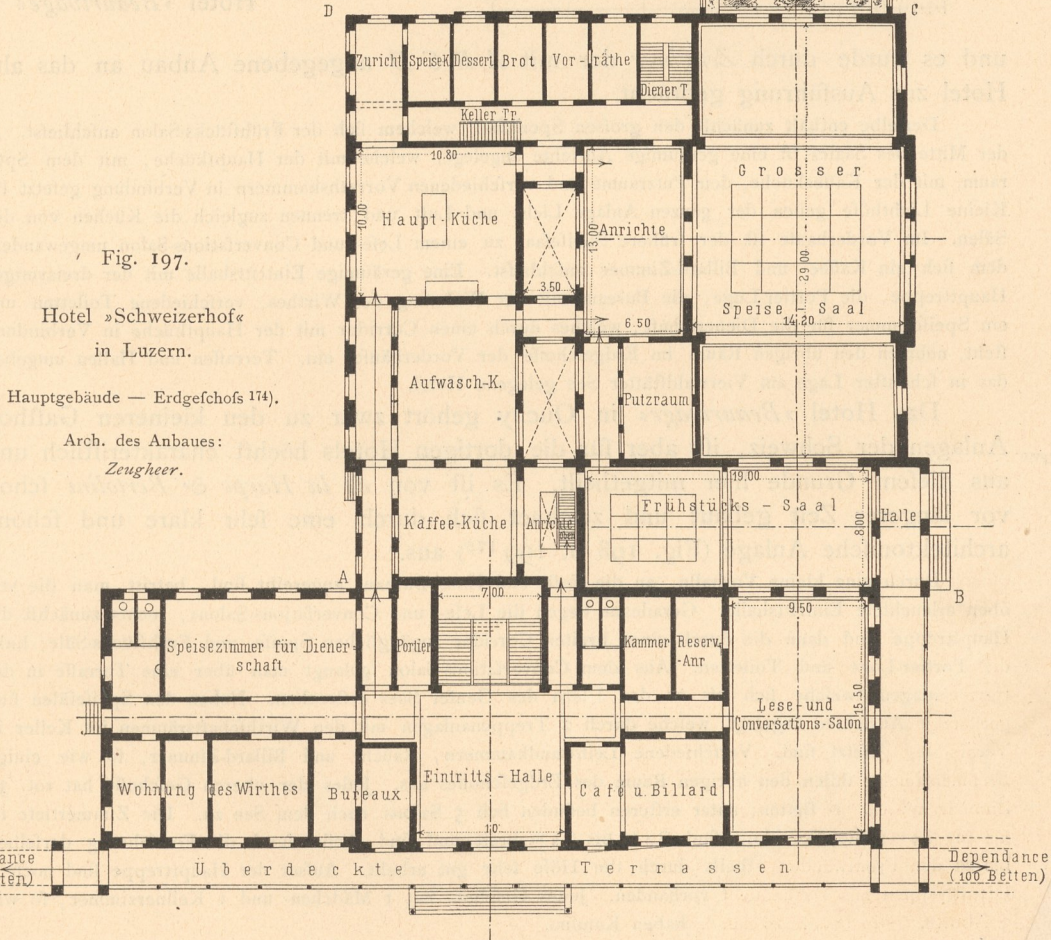 D
C
Zuricht
Speise K.
Dessert
Brot
Vor-räthe
Diener T.
Keller Tr.
10.80
10.00
Haupt-Küche
3.50
13.00
Anrichte
6.50
Grosser
29.00
Speise-Saal
14.20
Fig. 197.
Hotel »Schweizerhof«
in Luzern.
Hauptgebäude — Erdgeſchoſs 174).
Arch. des Anbaues:
Zeugheer.
Aufwasch-K.
Putzraum
Kaffee-Küche
Anrichte
19.00
Frühstücks Saal
8.00
Halle
A
B
7.00
9.50
Speisezimmer für Diener-
schaft
Portier
Kammer
Reserv.
-Anr.
Lese- und
Conversations-Salon
15.50
Wohnung des Wirthes
Bureaux.
Eintritts-Halle
10
Café u. Billard
Überdeckte Terrassen
Dependance
(100 Betten)